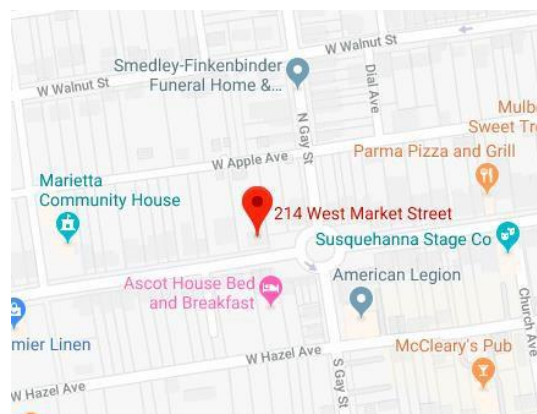 W Walnut St
Smedley-Finkenbinder
Funeral Home &...
W Walnut St
Dial Ave
N Gay St
Mulb
Sweet Tr
W Apple Ave
Parma Pizza and Grill
Marietta
Community House
214 West Market Street
Susquehanna Stage Co
Ascot House Bed
and Breakfast
American Legion
Church Ave
mier Linen
W Hazel Ave
McCleary's Pub
S Gay St
W Hazel Ave